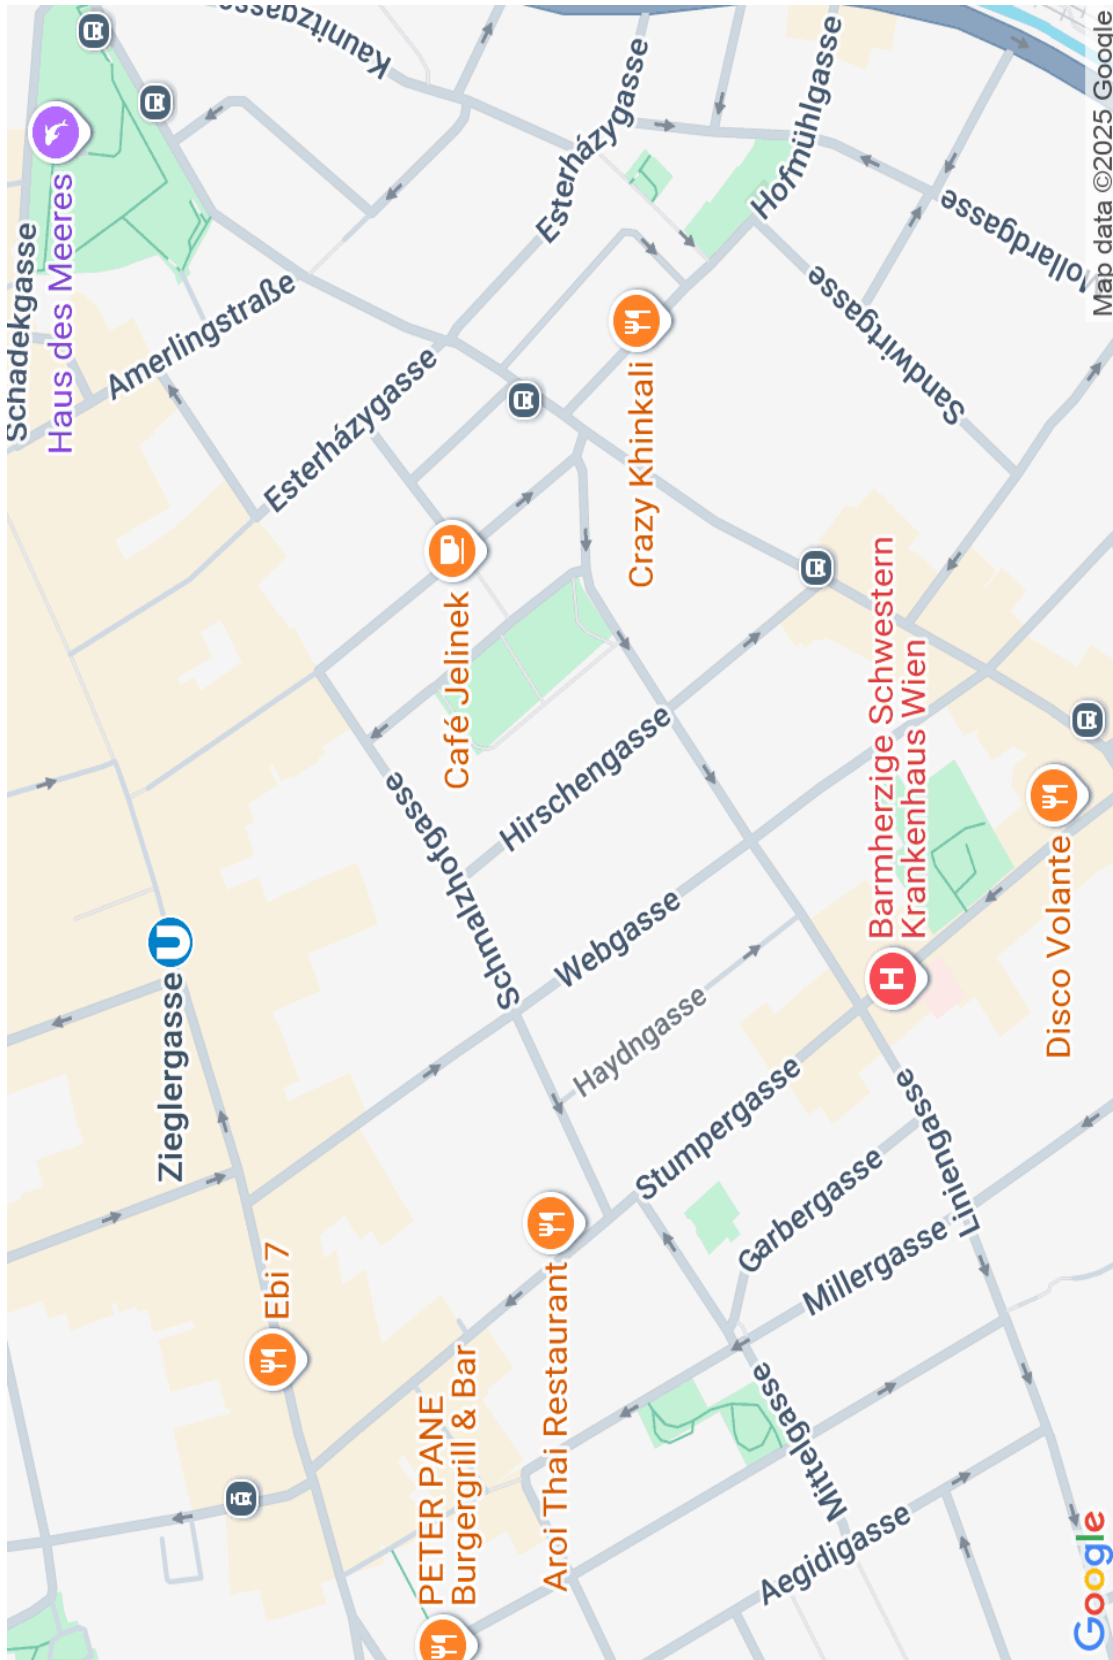 Schadekgasse
Haus des Meeres
Amerlingstraße
Zieglergasse
Kaunitzgasse
Ebi 7
Esterházygasse
Esterházygasse
PETER PANE
Burgergrill & Bar
Café Jelinek
Schmalzhofgasse
Hirschengasse
Aroi Thai Restaurant
Webgasse
Haydngasse
Crazy Khinkali
Stumpergasse
Hofmühlgasse
Garbergasse
Mittelgasse
Aegidigasse
Millergasse
Sandwirtgasse
Barmherzige Schwestern
Krankenhaus Wien
Liniengasse
Mollardgasse
Disco Volante
Google
Map data ©2025 Google